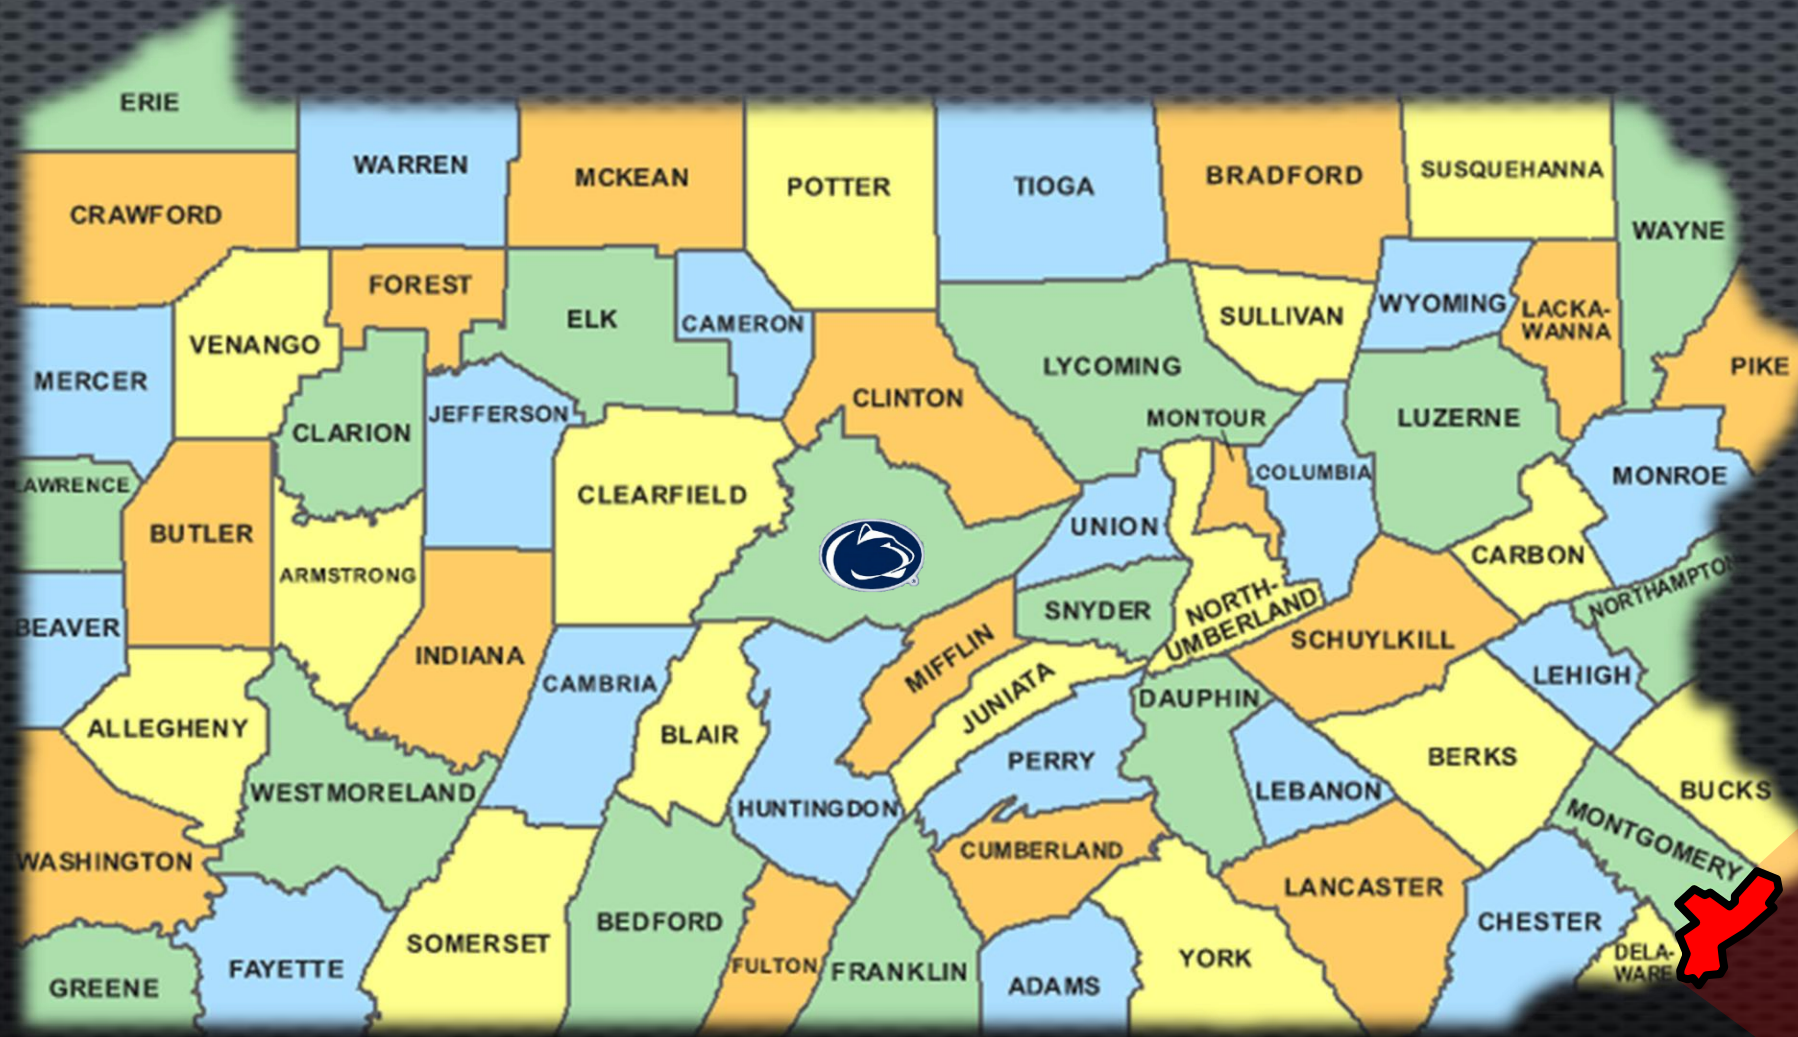 ERIE
WARREN
MCKEAN
POTTER
TIOGA
BRADFORD
SUSQUEHANNA
WAYNE
CRAWFORD
FOREST
ELK
CAMERON
SULLIVAN
WYOMING
LACKA-
WANNA
PIKE
VENANGO
MERCER
CLARION
JEFFERSON
CLINTON
LYCOMING
MONTOUR
COLUMBIA
LUZERNE
MONROE
AWRENCE
BUTLER
ARMSTRONG
CLEARFIELD
UNION
CARBON
NORTHAMPTON
BEAVER
INDIANA
CAMBRIA
MIFFLIN
SNYDER
NORTH-
UMBERLAND
SCHUYLKILL
LEHIGH
ALLEGHENY
WESTMORELAND
BLAIR
HUNTINGDON
JUNIATA
PERRY
DAUPHIN
LEBANON
BERKS
BUCKS
MONTGOMERY
WASHINGTON
CUMBERLAND
LANCASTER
CHESTER
DELA-
WARE
GREENE
FAYETTE
SOMERSET
BEDFORD
FULTON
FRANKLIN
ADAMS
YORK